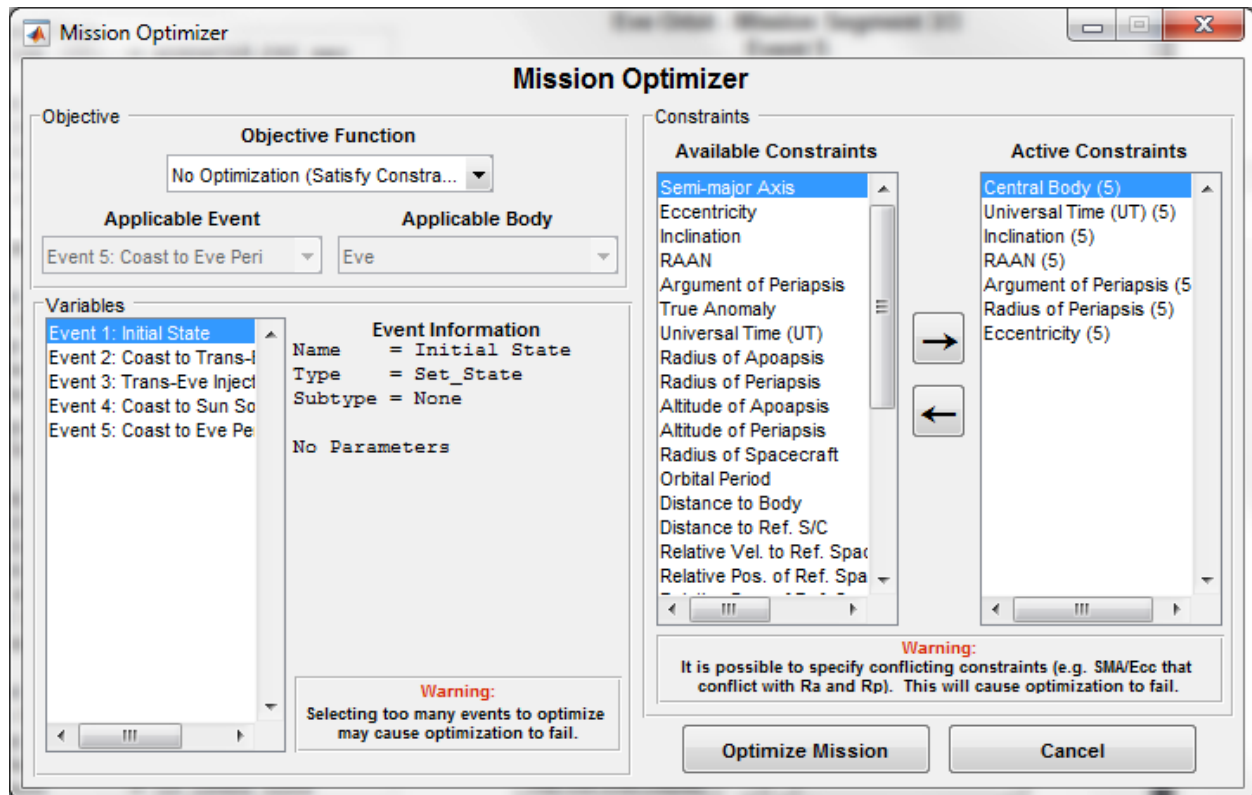 Mission Optimizer
Mission Optimizer
Objective
Objective Function
No Optimization (Satisfy Constra...
Applicable Event
Applicable Body
Event 5: Coast to Eve Peri
Eve
Variables
Event 1: Initial State
Event 2: Coast to Trans-
Event 3: Trans-Eve Inject
Event 4: Coast to Sun So
Event 5: Coast to Eve Pe
Event Information
Name = Initial State
Type = Set_State
Subtype = None
No Parameters
Warning:
Selecting too many events to optimize
may cause optimization to fail.
Constraints
Available Constraints
Semi-major Axis
Eccentricity
Inclination
RAAN
Argument of Periapsis
True Anomaly
Universal Time (UT)
Radius of Apoapsis
Radius of Periapsis
Altitude of Apoapsis
Altitude of Periapsis
Radius of Spacecraft
Orbital Period
Distance to Body
Distance to Ref. S/C
Relative Vel. to Ref. Spac
Relative Pos. of Ref. Spa
Active Constraints
Central Body (5)
Universal Time (UT) (5)
Inclination (5)
RAAN (5)
Argument of Periapsis (5
Radius of Periapsis (5)
Eccentricity (5)
Warning:
It is possible to specify conflicting constraints (e.g. SMA/Ecc that
conflict with Ra and Rp). This will cause optimization to fail.
Optimize Mission
Cancel